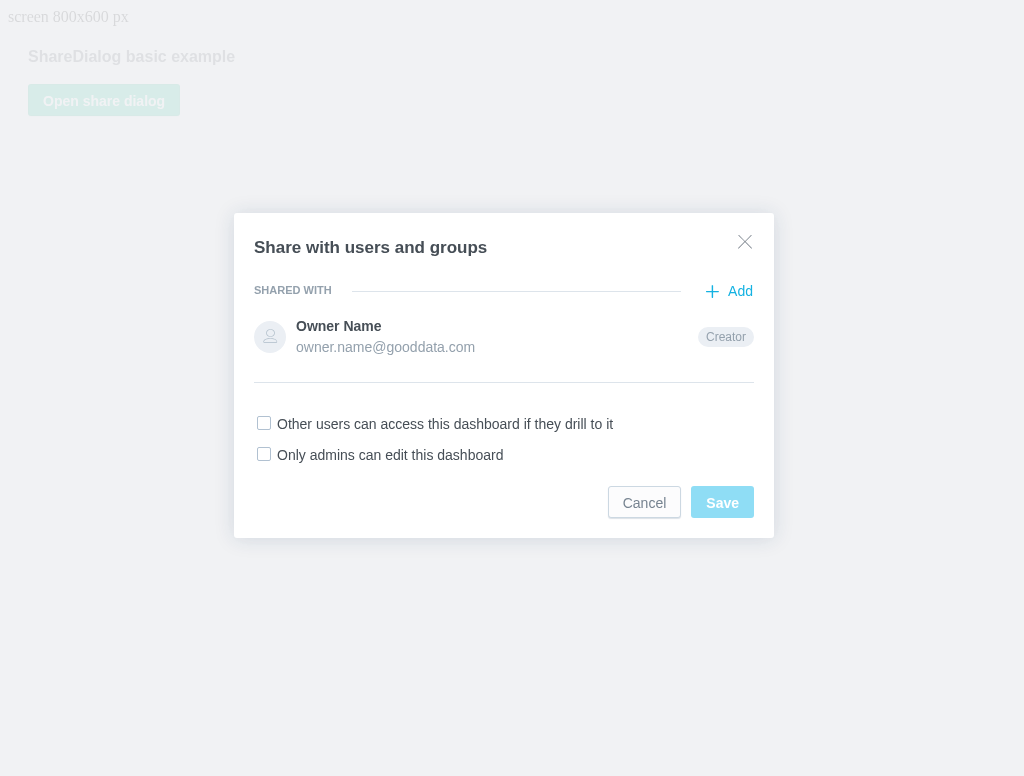 screen 800x600 px
ShareDialog basic example
Open share dialog
Share with users and groups
SHARED WITH
Add
Owner Name
owner.name@gooddata.com
Creator
Other users can access this dashboard if they drill to it
Only admins can edit this dashboard
Cancel
Save